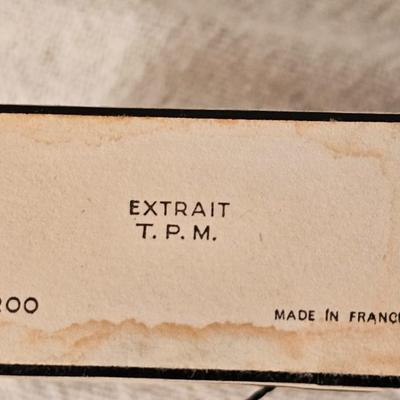 EXTRAIT
T. P. M.
200
MADE IN FRANC